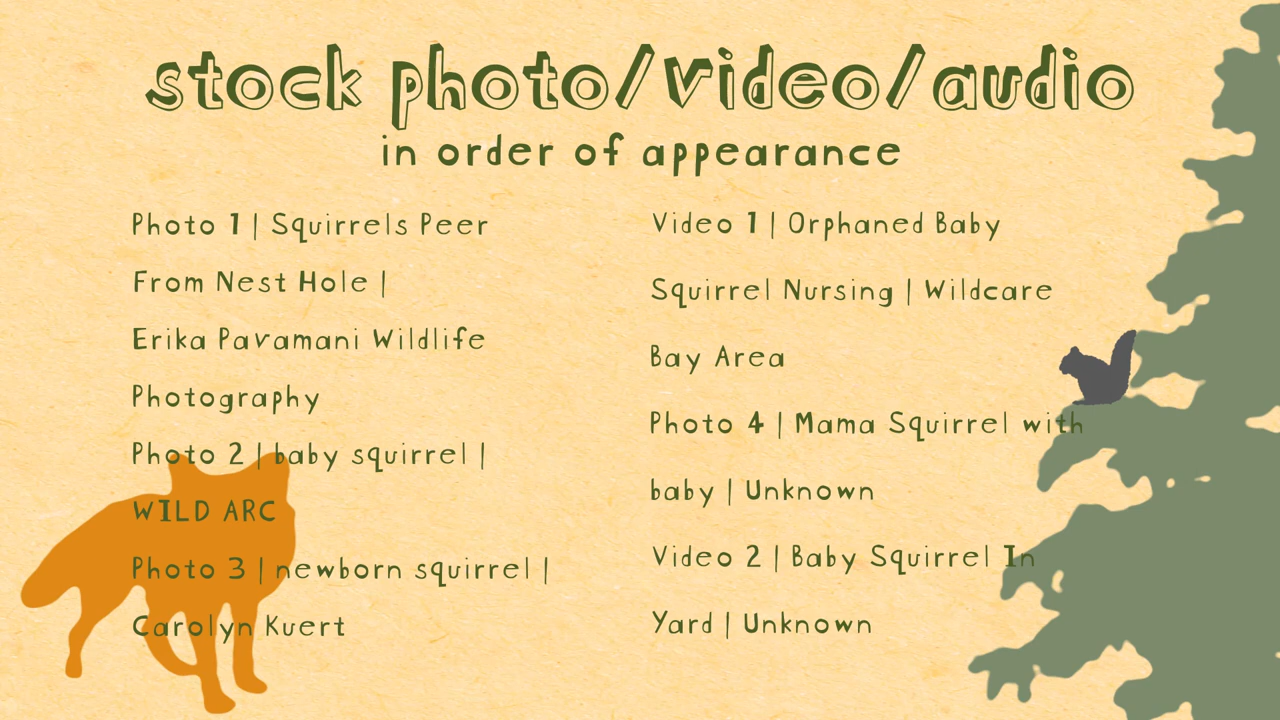 stock photo/video/audio
in order of appearance
Photo 1 | Squirrels Peer
From Nest Hole |
Erika Pavamani Wildlife
Photography
Photo 2 | baby squirrel |
WILD ARC
Photo 3 | newborn squirrel |
Carolyn Kuert
Video 1 | Orphaned Baby
Squirrel Nursing | Wildcare
Bay Area
Photo 4 | Mama Squirrel with
baby | Unknown
Video 2 | Baby Squirrel In
Yard | Unknown